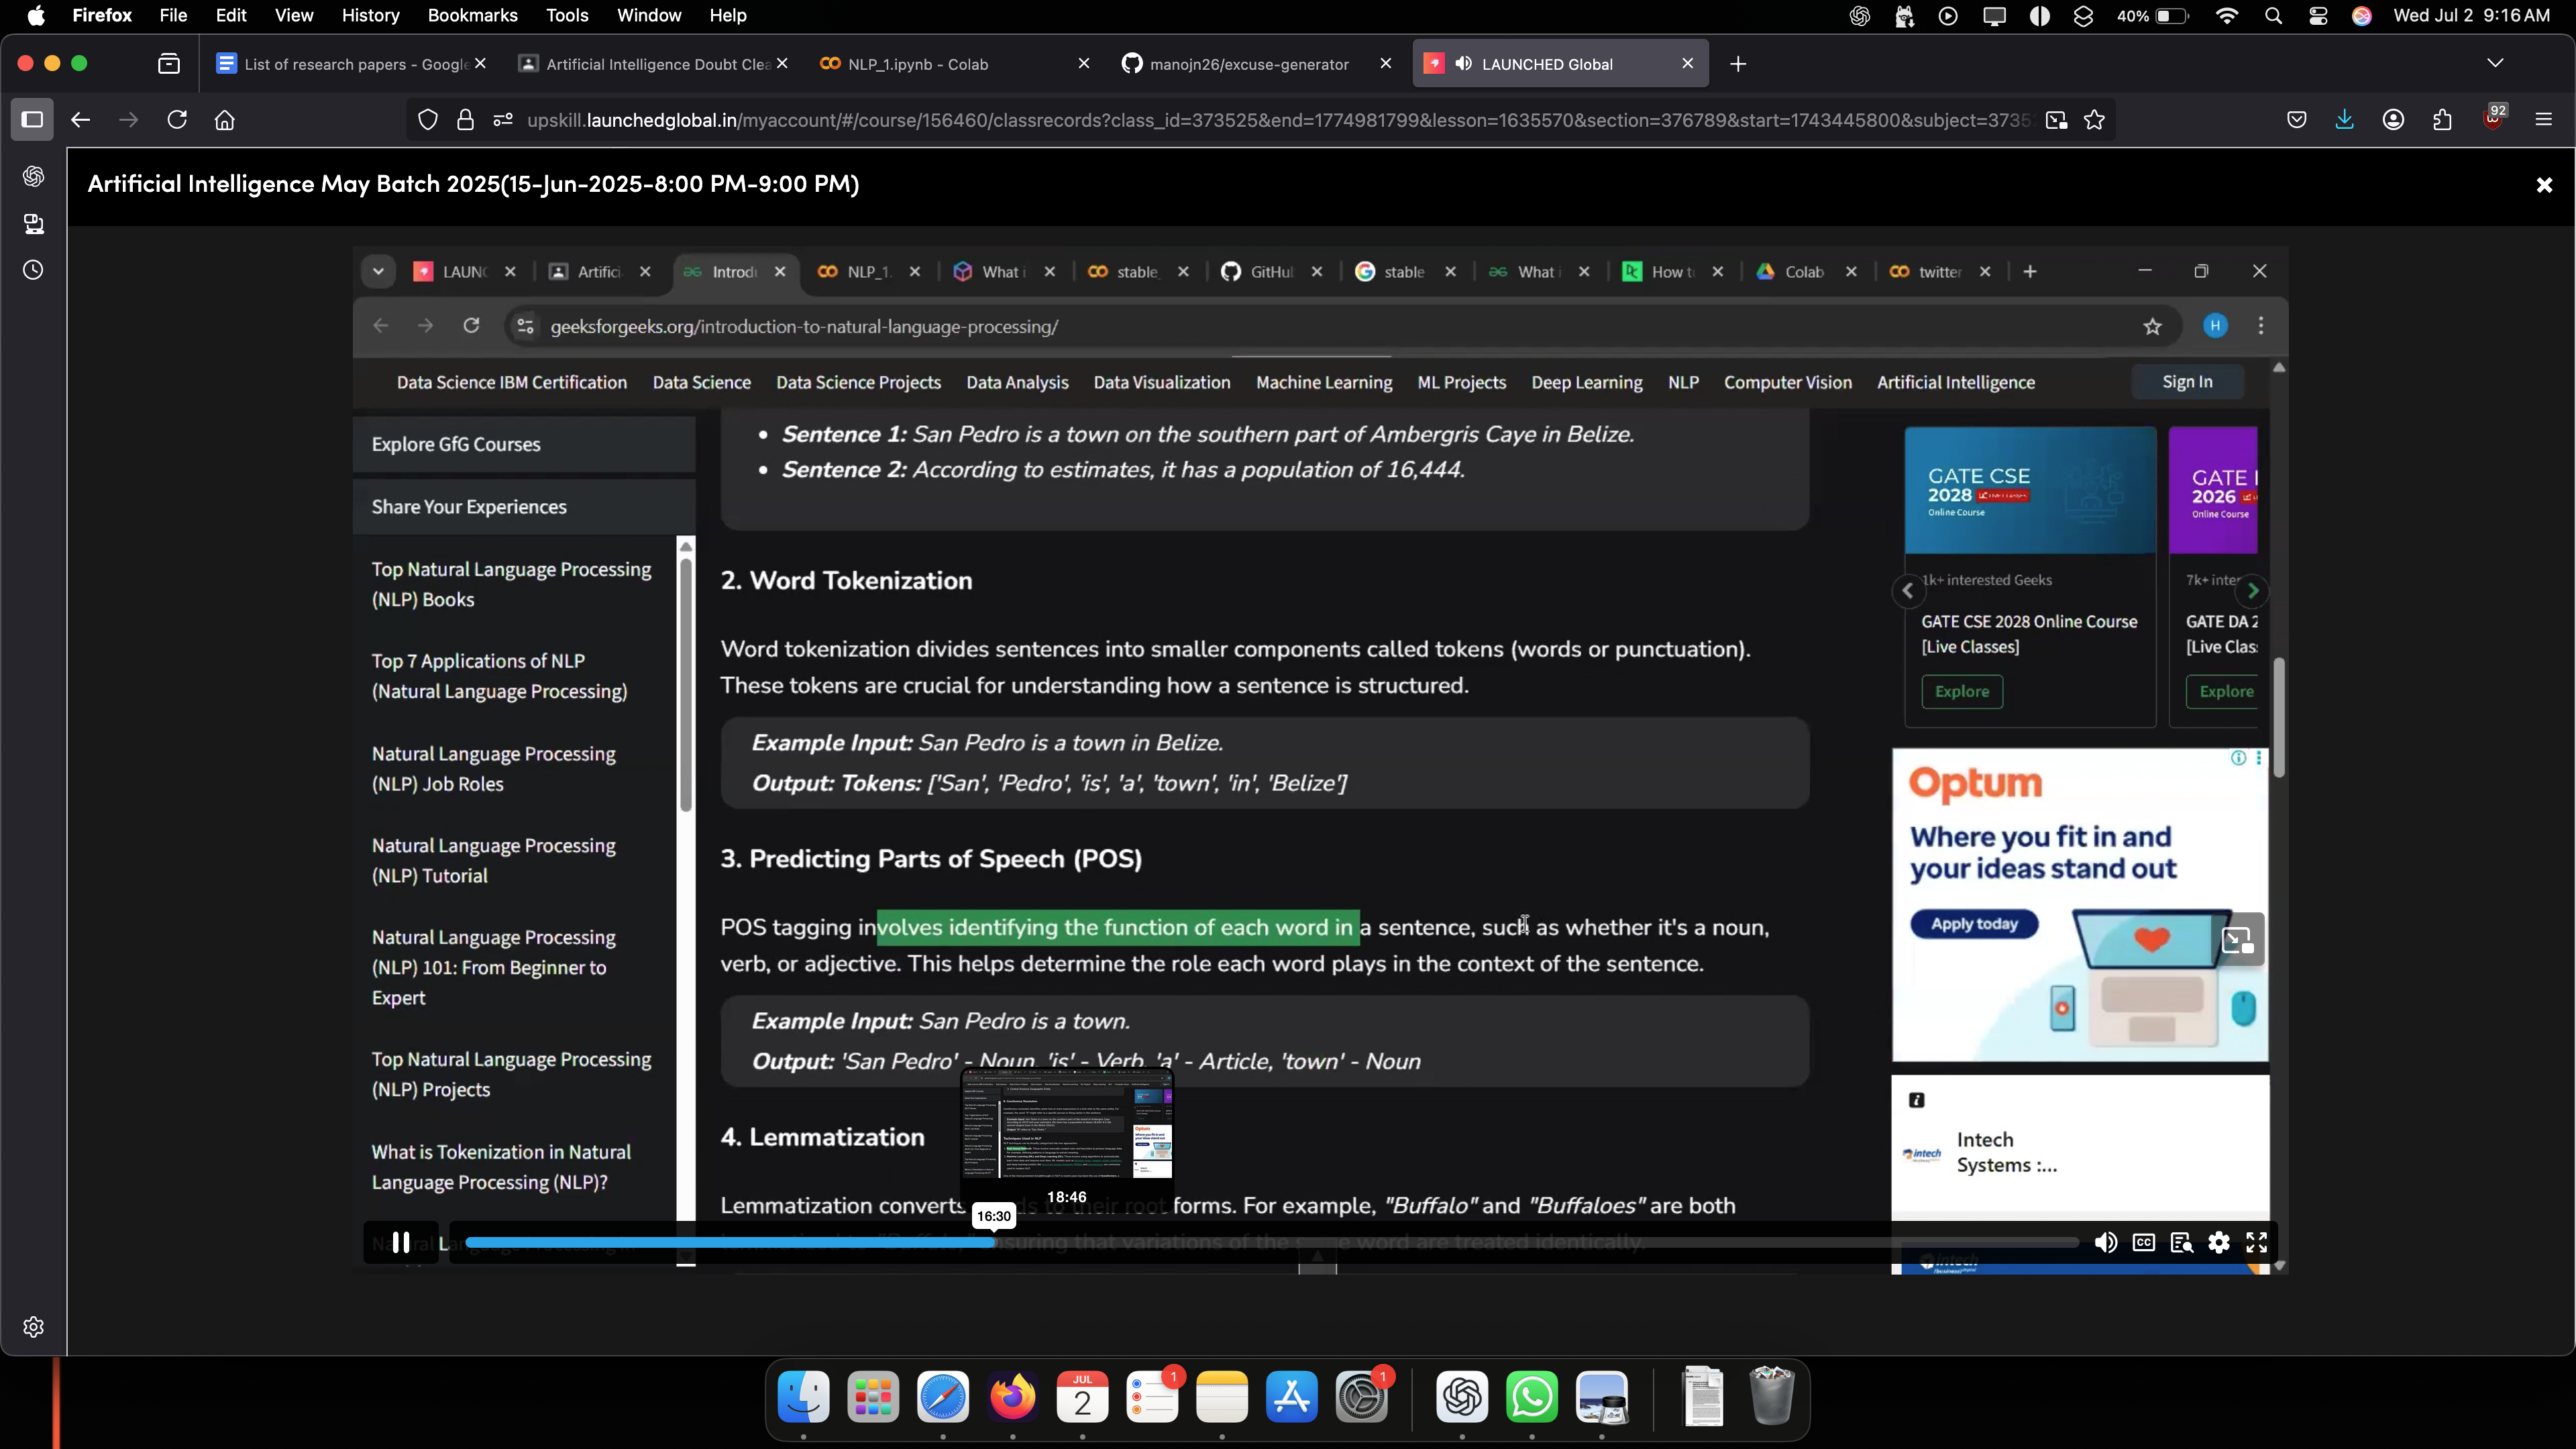 Firefox File Edit View History Bookmarks Tools Window Help 40% Wed Jul 2 9:16 AM
List of research papers - Google
Artificial Intelligence Doubt Clea
NLP_1.ipynb - Colab
manojn26/excuse-generator
LAUNCHED Global
upskill.launchedglobal.in/myaccount/#/course/156460/classrecords?class_id=373525&end=1774981799&lesson=1635570&section=376789&start=1743445800&subject=3735
92
Artificial Intelligence May Batch 2025(15-Jun-2025-8:00 PM-9:00 PM)
LAUNC Artifici Introdu NLP_1. What i stable_ GitHu stable What i How t Colab twitter
geeksforgeeks.org/introduction-to-natural-language-processing/
H
Data Science IBM Certification Data Science Data Science Projects Data Analysis Data Visualization Machine Learning ML Projects Deep Learning NLP Computer Vision Artificial Intelligence Sign In
Explore GfG Courses
Share Your Experiences
Top Natural Language Processing
(NLP) Books
Top 7 Applications of NLP
(Natural Language Processing)
Natural Language Processing
(NLP) Job Roles
Natural Language Processing
(NLP) Tutorial
Natural Language Processing
(NLP) 101: From Beginner to
Expert
Top Natural Language Processing
(NLP) Projects
What is Tokenization in Natural
Language Processing (NLP)?
Sentence 1: San Pedro is a town on the southern part of Ambergris Caye in Belize.
Sentence 2: According to estimates, it has a population of 16,444.
2. Word Tokenization
Word tokenization divides sentences into smaller components called tokens (words or punctuation).
These tokens are crucial for understanding how a sentence is structured.
Example Input: San Pedro is a town in Belize.
Output: Tokens: ['San', 'Pedro', 'is', 'a', 'town', 'in', 'Belize']
3. Predicting Parts of Speech (POS)
POS tagging involves identifying the function of each word in a sentence, such as whether it's a noun,
verb, or adjective. This helps determine the role each word plays in the context of the sentence.
Example Input: San Pedro is a town.
Output: 'San Pedro' - Noun, 'is' - Verb, 'a' - Article, 'town' - Noun
4. Lemmatization
Lemmatization converts to their root forms. For example, "Buffalo" and "Buffaloes" are both
ensuring that variations of the word are treated identically.
18:46
16:30
CC
GATE CSE
2028 LIVE CLASSES
Online Course
GATE
2026
Online Course
1k+ interested Geeks
GATE CSE 2028 Online Course
[Live Classes]
Explore
7k+ inter
GATE DA 2
[Live Clas
Explore
Optum
Where you fit in and
your ideas stand out
Apply today
intech
Intech
Systems :...
intech
JUL
2
1
1